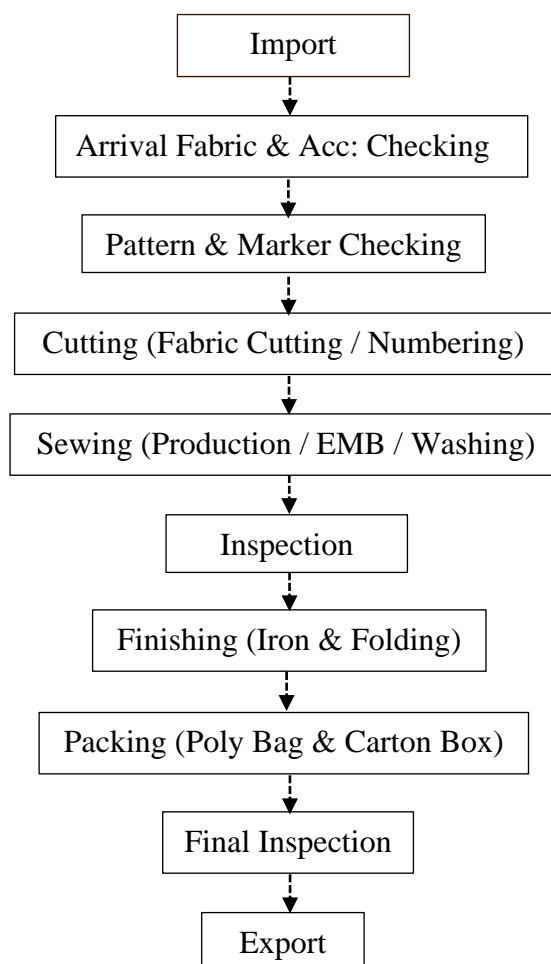 Import
Arrival Fabric & Acc: Checking
Pattern & Marker Checking
Cutting (Fabric Cutting / Numbering)
Sewing (Production / EMB / Washing)
Inspection
Finishing (Iron & Folding)
Packing (Poly Bag & Carton Box)
Final Inspection
Export